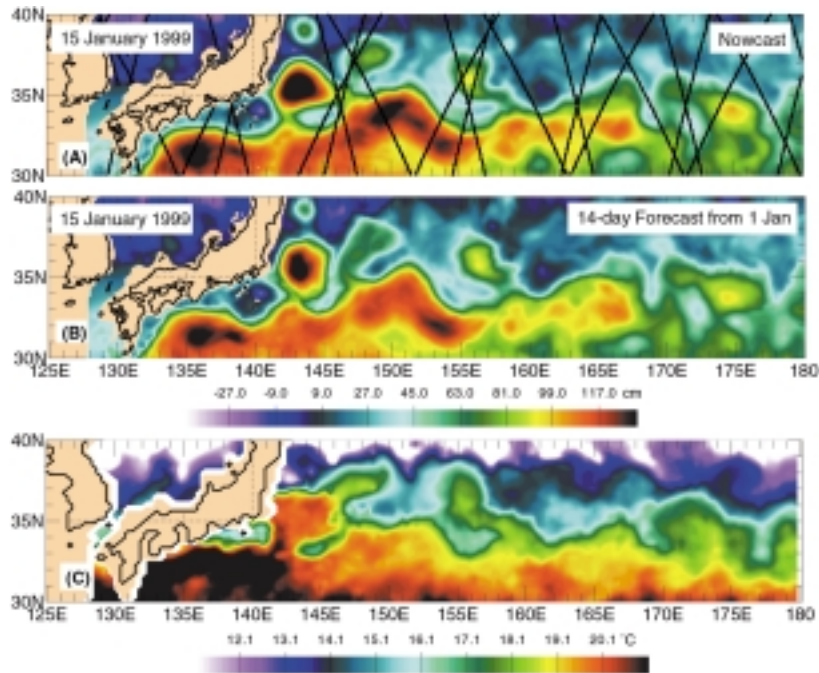 40N
15 January 1999
Nowcast
35N
(A)
30N
40N
15 January 1999
14-day Forecast from 1 Jan
35N
(B)
30N
125E 130E 135E 140E 145E 150E 155E 160E 165E 170E 175E 180
-27.0 -9.0 9.0 27.0 45.0 63.0 81.0 99.0 117.0 cm
40N
35N
(C)
30N
125E 130E 135E 140E 145E 150E 155E 160E 165E 170E 175E 180
12.1 13.1 14.1 15.1 16.1 17.1 18.1 19.1 20.1 °C